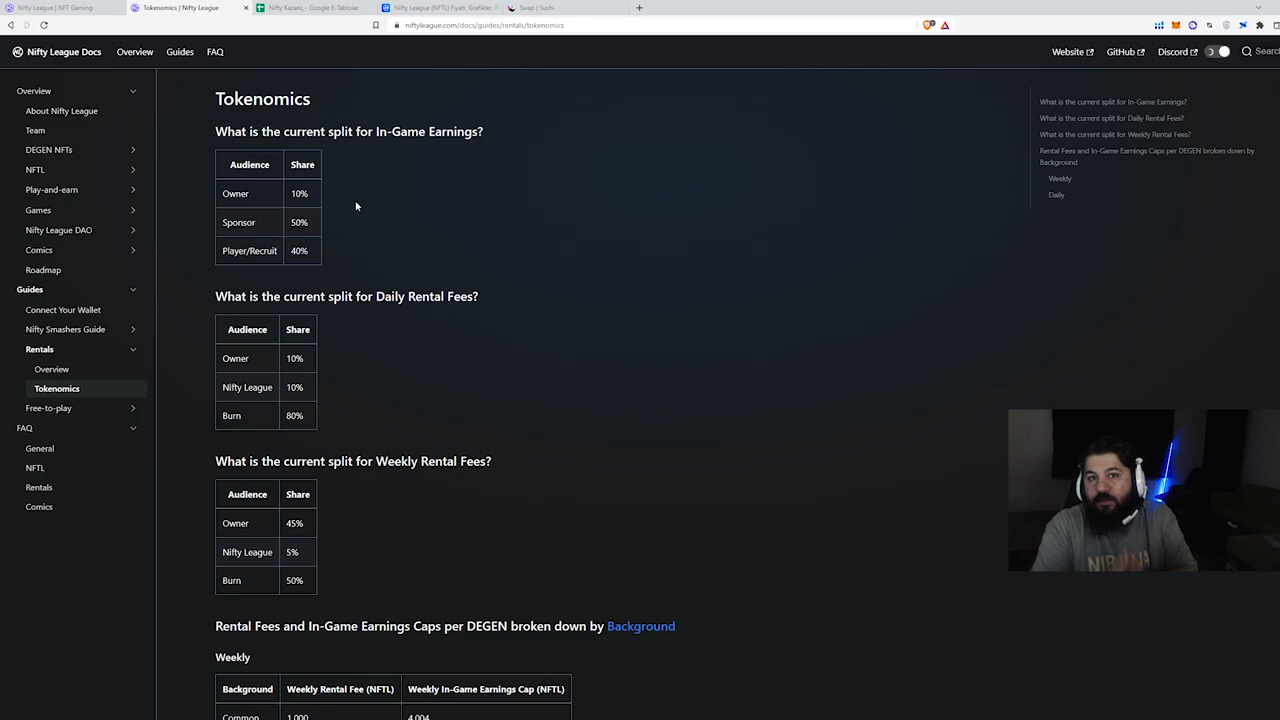 Nifty League | NFT Gaming
Tokenomics | Nifty League
Nifty Kazanç - Google E-Tablolar
Nifty League (NFTL) Fiyatı, Grafikler, P
Swap | Sushi
niftyleague.com/docs/guides/rentals/tokenomics
Nifty League Docs
Overview
Guides
FAQ
Website
GitHub
Discord
Search
Overview
About Nifty League
Team
DEGEN NFTs
NFTL
Play-and-earn
Games
Nifty League DAO
Comics
Roadmap
Guides
Connect Your Wallet
Nifty Smashers Guide
Rentals
Overview
Tokenomics
Free-to-play
FAQ
General
NFTL
Rentals
Comics
Tokenomics
What is the current split for In-Game Earnings?
Audience Share
Owner 10%
Sponsor 50%
Player/Recruit 40%
What is the current split for Daily Rental Fees?
Audience Share
Owner 10%
Nifty League 10%
Burn 80%
What is the current split for Weekly Rental Fees?
Audience Share
Owner 45%
Nifty League 5%
Burn 50%
Rental Fees and In-Game Earnings Caps per DEGEN broken down by Background
Weekly
Background Weekly Rental Fee (NFTL) Weekly In-Game Earnings Cap (NFTL)
Common 1,000 4,004
What is the current split for In-Game Earnings?
What is the current split for Daily Rental Fees?
What is the current split for Weekly Rental Fees?
Rental Fees and In-Game Earnings Caps per DEGEN broken down by
Background
Weekly
Daily
NIRVANA